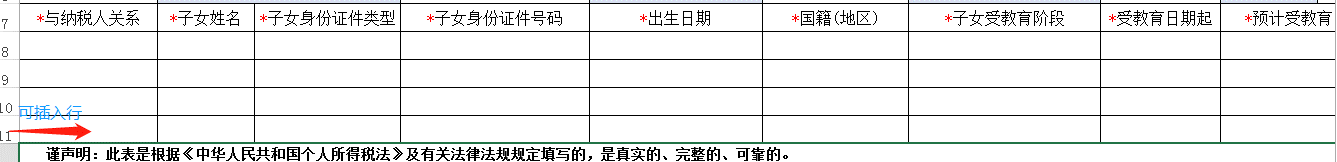 *与纳税人关系 *子女姓名 *子女身份证件类型 *子女身份证件号码 *出生日期 *国籍(地区) *子女受教育阶段 *受教育日期起 *预计受教育
7
8
9
10 可插入行
11
谨声明：此表是根据《中华人民共和国个人所得税法》及有关法律法规规定填写的，是真实的、完整的、可靠的。